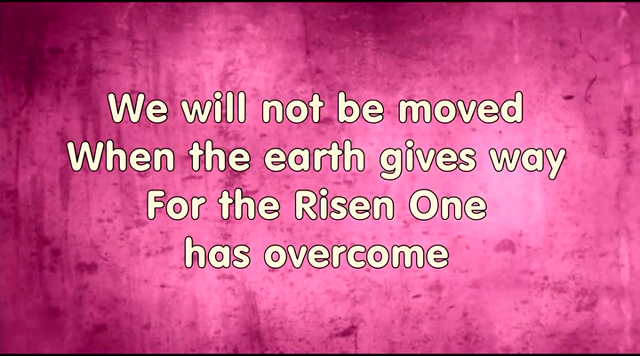 We will not be moved
When the earth gives way
For the Risen One
has overcome